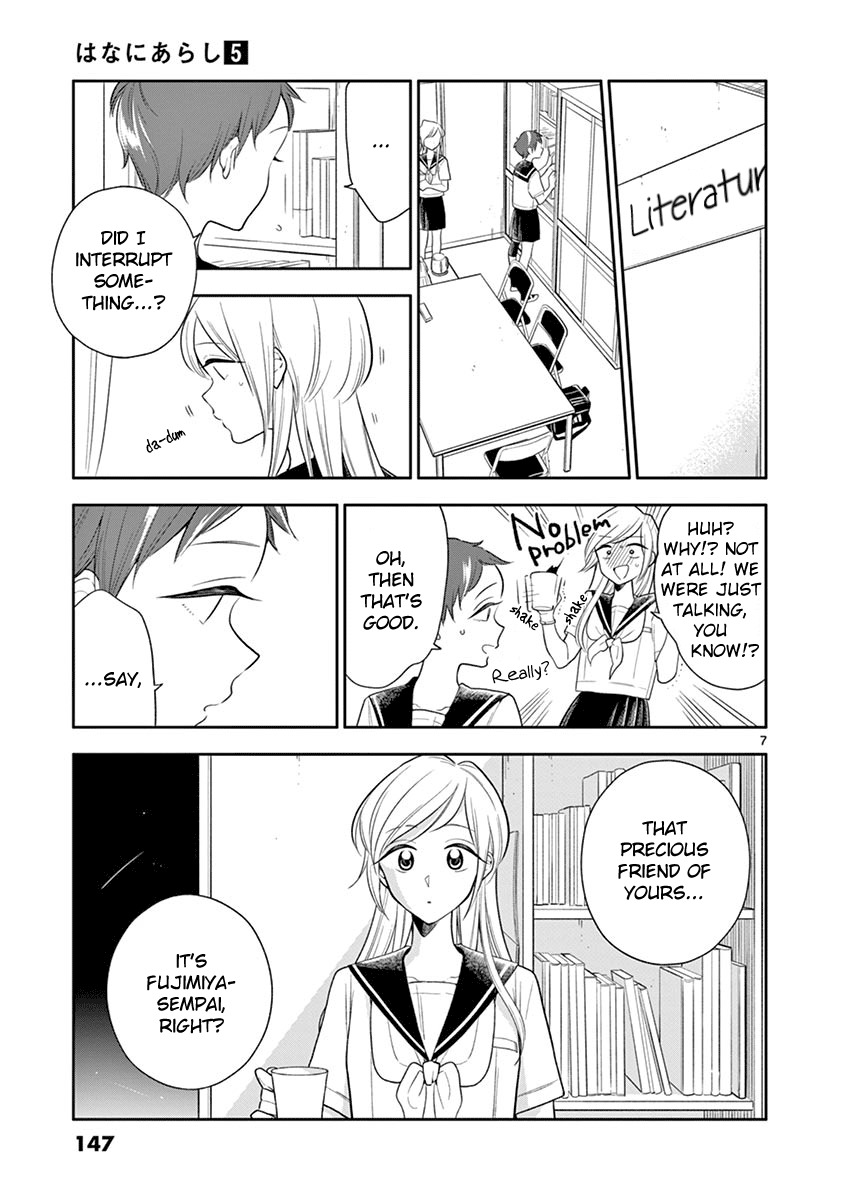 はなにあらし5
Literatur
...
DID I
INTERRUPT
SOME-
THING...?
da-dum
HUH?
WHY!? NOT
AT ALL! WE
WERE JUST
TALKING,
YOU
KNOW!?
No
problem
shake
shake
OH,
THEN
THAT'S
GOOD.
Really?
...SAY,
7
THAT
PRECIOUS
FRIEND OF
YOURS...
IT'S
FUJIMIYA-
SEMPAI,
RIGHT?
147